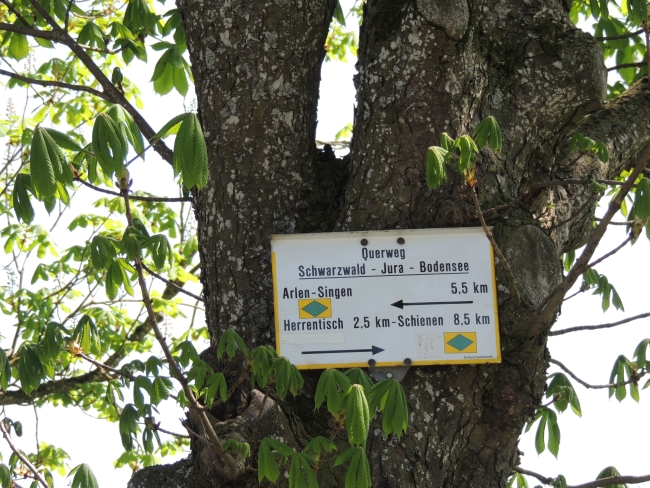 Querweg
Schwarzwald - Jura - Bodensee
Arlen-Singen 5,5 km
Herrentisch 2,5 km-Schienen 8,5 km